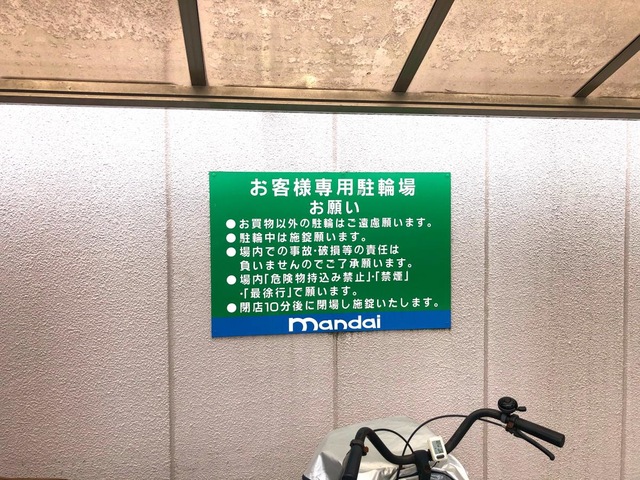 お客様専用駐輪場
お願い
●お買物以外の駐輪はご遠慮願います。
●駐輪中は施錠願います。
●場内での事故・破損等の責任は
負いませんのでご了承願います。
●場内「危険物持込み禁止」・「禁煙」
・「最徐行」で願います。
●閉店10分後に閉場し施錠いたします。
mandai